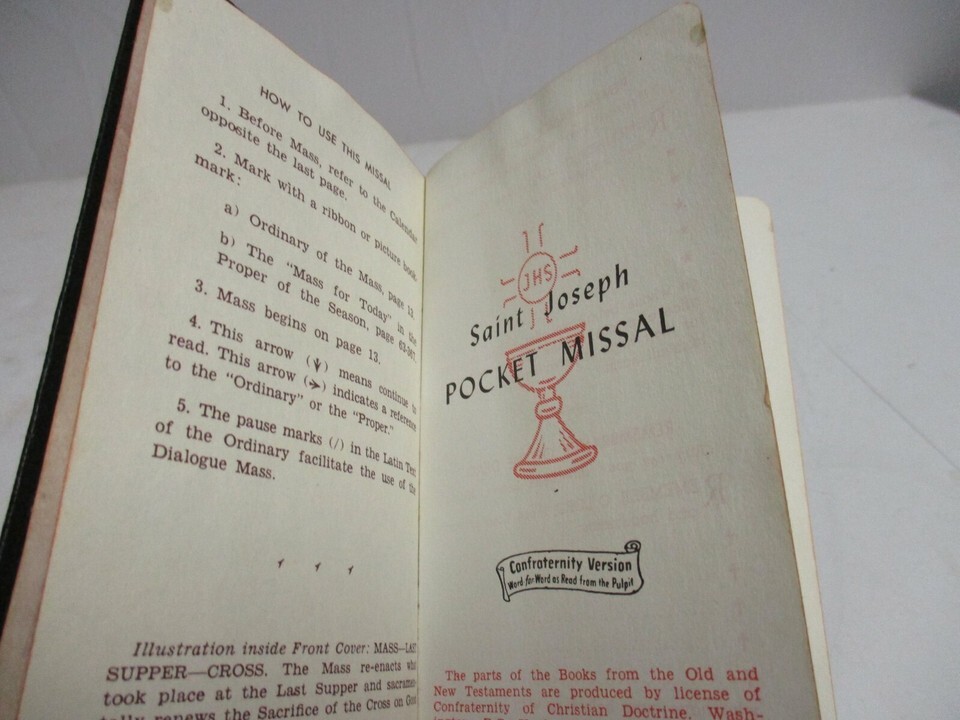 HOW TO USE THIS MISSAL
1. Before Mass, refer to the Calendar
opposite the last page.
2. Mark with a ribbon or picture book-
mark:
a) Ordinary of the Mass, page 13.
b) The "Mass for Today" in the
Proper of the Season, page
3. Mass begins on page 13.
4. This arrow (↓) means continue to
read. This arrow (→) indicates a reference
to the "Ordinary" or the "Proper."
5. The pause marks (/) in the Latin Text
of the Ordinary facilitate the use of the
Dialogue Mass.
Illustration inside Front Cover: MASS—LAST
SUPPER—CROSS. The Mass re-enacts what
took place at the Last Supper and sacramen-
tally renews the Sacrifice of the Cross on Good
JHS
Saint Joseph
POCKET MISSAL
Confraternity Version
Word for Word as Read from the Pulpit
The parts of the Books from the Old and
New Testaments are produced by license of
Confraternity of Christian Doctrine, Wash-